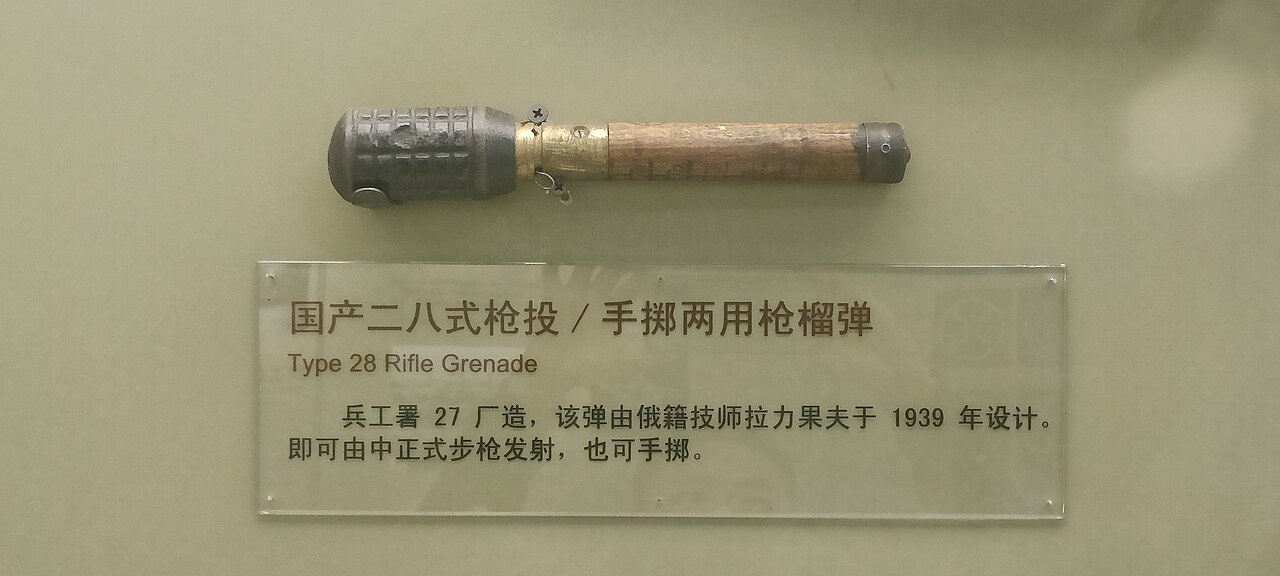 国产二八式枪投/手掷两用枪榴弹
Type 28 Rifle Grenade
兵工署 27 厂造，该弹由俄籍技师拉力果夫于 1939 年设计。
即可由中正式步枪发射，也可手掷。